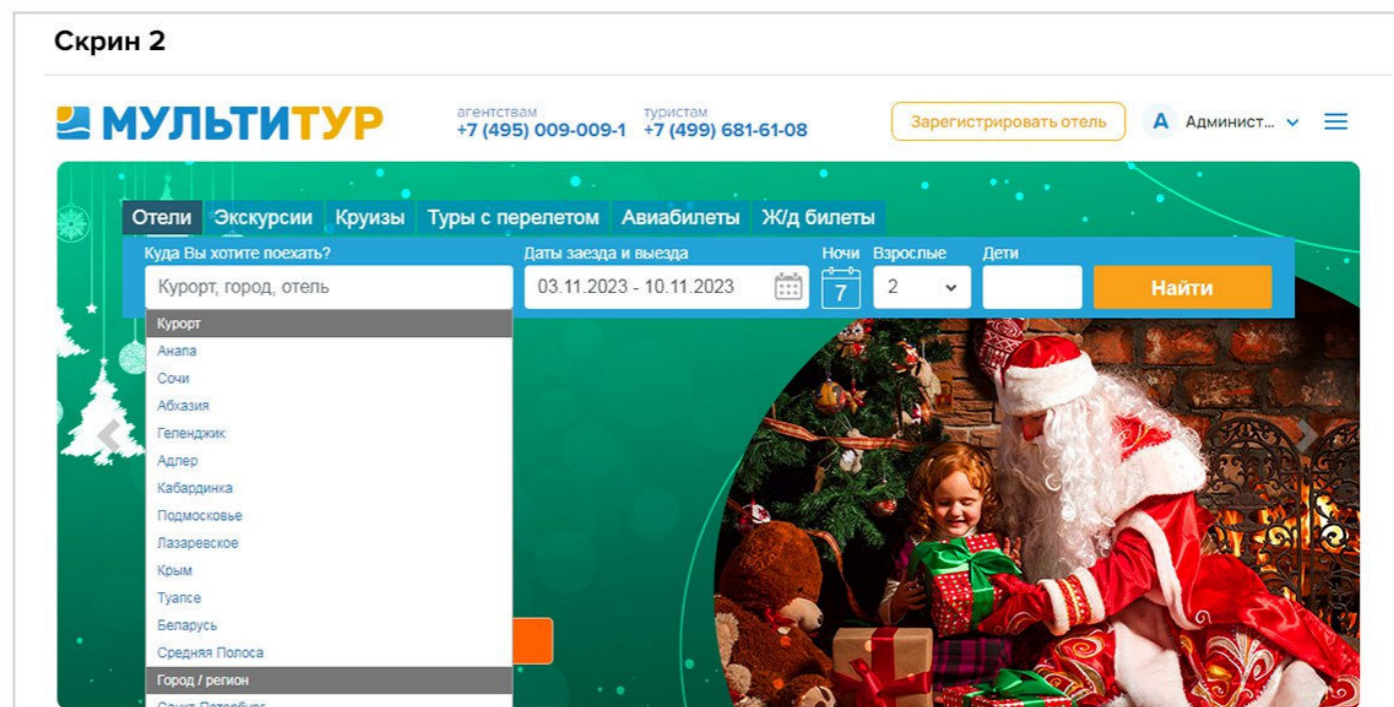 Скрин 2
МУЛЬТИТУР
агентствам
+7 (495) 009-009-1
туристам
+7 (499) 681-61-08
Зарегистрировать отель
А Админист...
Отели Экскурсии Круизы Туры с перелетом Авиабилеты Ж/д билеты
Куда Вы хотите поехать? Даты заезда и выезда Ночи Взрослые Дети
Курорт, город, отель 03.11.2023 - 10.11.2023 7 2 Найти
Курорт
Анапа
Сочи
Абхазия
Геленджик
Адлер
Кабардинка
Подмосковье
Лазаревское
Крым
Туапсе
Беларусь
Средняя Полоса
Город / регион
Санкт-Петербург